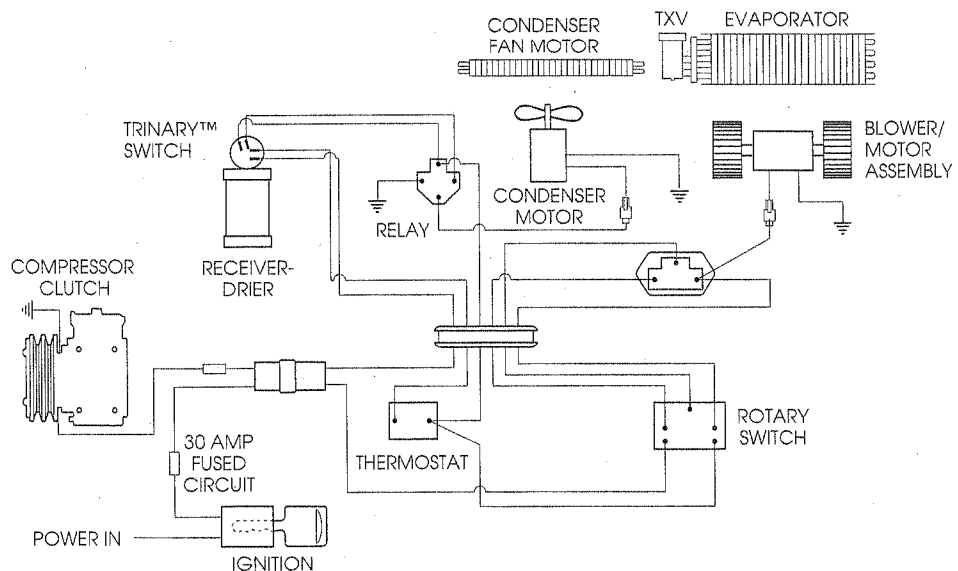 CONDENSER
FAN MOTOR
TXV
EVAPORATOR
TRINARY™
SWITCH
BLOWER/
MOTOR
ASSEMBLY
CONDENSER
MOTOR
RELAY
RECEIVER-
DRIER
COMPRESSOR
CLUTCH
ROTARY
SWITCH
30 AMP
FUSED
CIRCUIT
THERMOSTAT
POWER IN
IGNITION